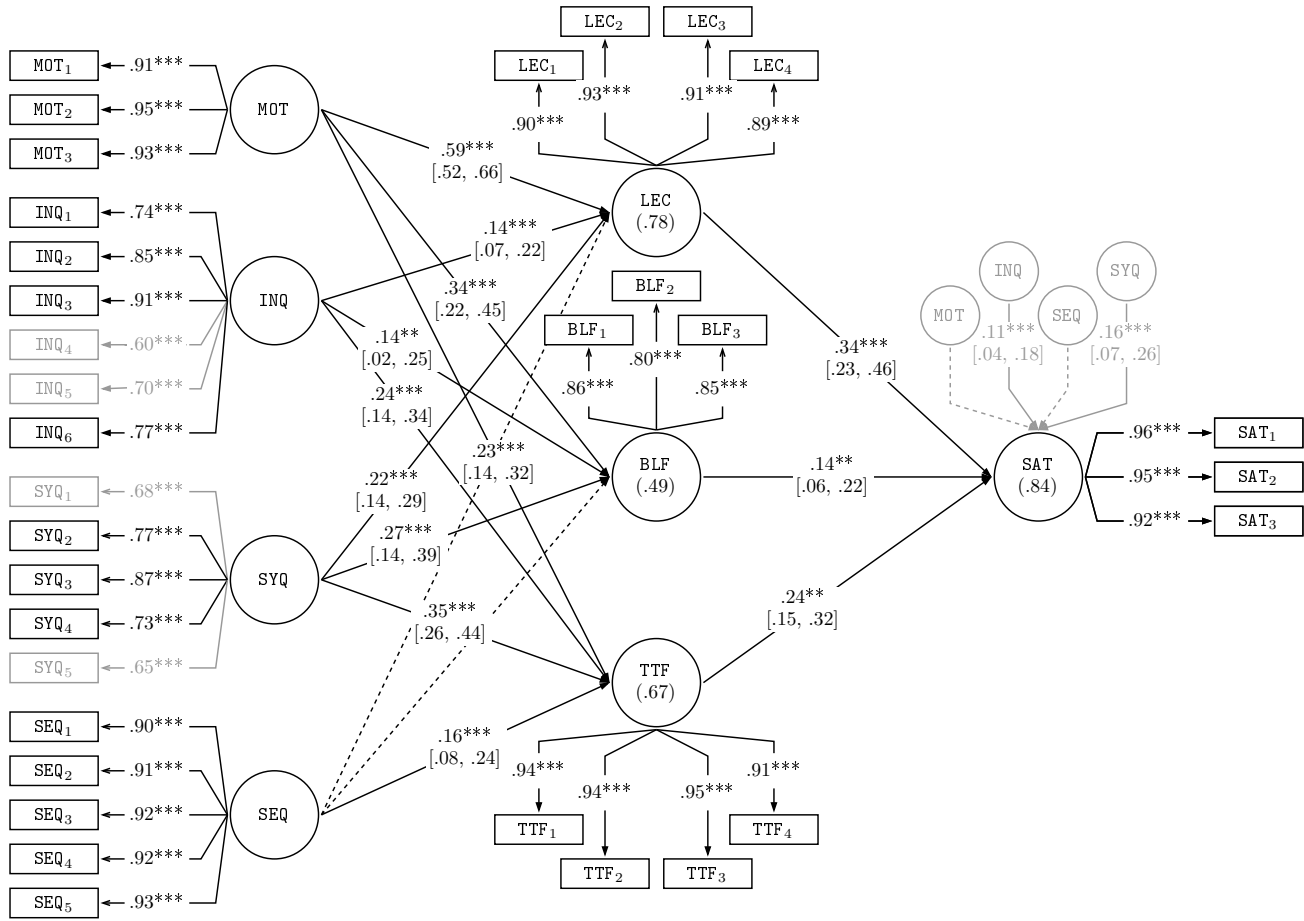 LEC₂
LEC₃
LEC₁
LEC₄
.93***
.91***
.90***
.89***
MOT₁
.91***
MOT₂
.95***
MOT₃
.93***
MOT
INQ₁
.74***
INQ₂
.85***
INQ₃
.91***
INQ₄
.60***
INQ₅
.70***
INQ₆
.77***
INQ
SYQ₁
.68***
SYQ₂
.77***
SYQ₃
.87***
SYQ₄
.73***
SYQ₅
.65***
SYQ
SEQ₁
.90***
SEQ₂
.91***
SEQ₃
.92***
SEQ₄
.92***
SEQ₅
.93***
SEQ
.59***
[.52, .66]
.14***
[.07, .22]
.34***
[.22, .45]
.14**
[.02, .25]
.24***
[.14, .34]
.23***
[.14, .32]
.22***
[.14, .29]
.27***
[.14, .39]
.35***
[.26, .44]
.16***
[.08, .24]
LEC
(.78)
BLF₂
BLF₁
BLF₃
.80***
.86***
.85***
BLF
(.49)
TTF
(.67)
.94***
.91***
.94***
.95***
TTF₁
TTF₄
TTF₂
TTF₃
.34***
[.23, .46]
.14**
[.06, .22]
.24**
[.15, .32]
INQ
SYQ
MOT
SEQ
.11***
[.04, .18]
.16***
[.07, .26]
SAT
(.84)
.96***
SAT₁
.95***
SAT₂
.92***
SAT₃